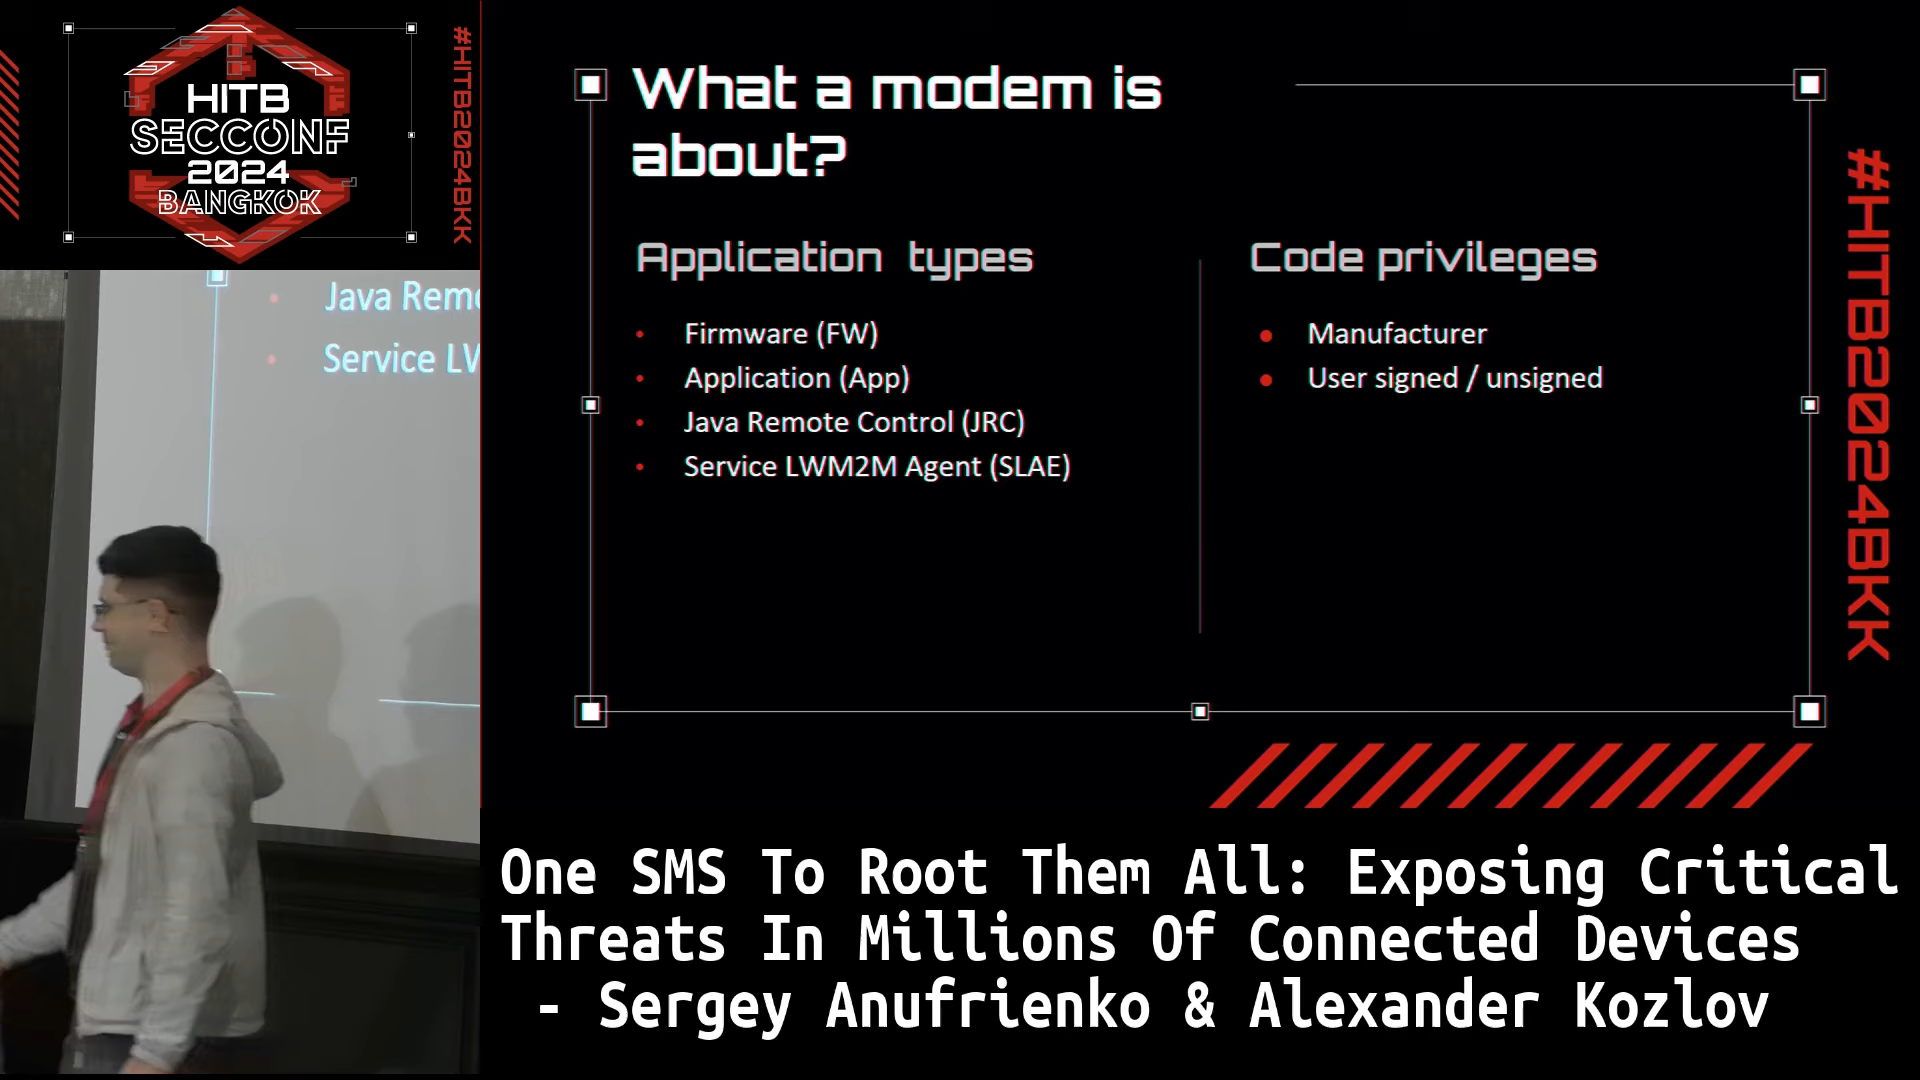 HITB
SECCONF
2024
BANGKOK
#HITB2024BKK
What a modem is
about?
Application types
Firmware (FW)
Application (App)
Java Remote Control (JRC)
Service LWM2M Agent (SLAE)
Code privileges
Manufacturer
User signed / unsigned
#HITB2024BKK
Java Remo
Service LW
One SMS To Root Them All: Exposing Critical
Threats In Millions Of Connected Devices
- Sergey Anufrienko & Alexander Kozlov